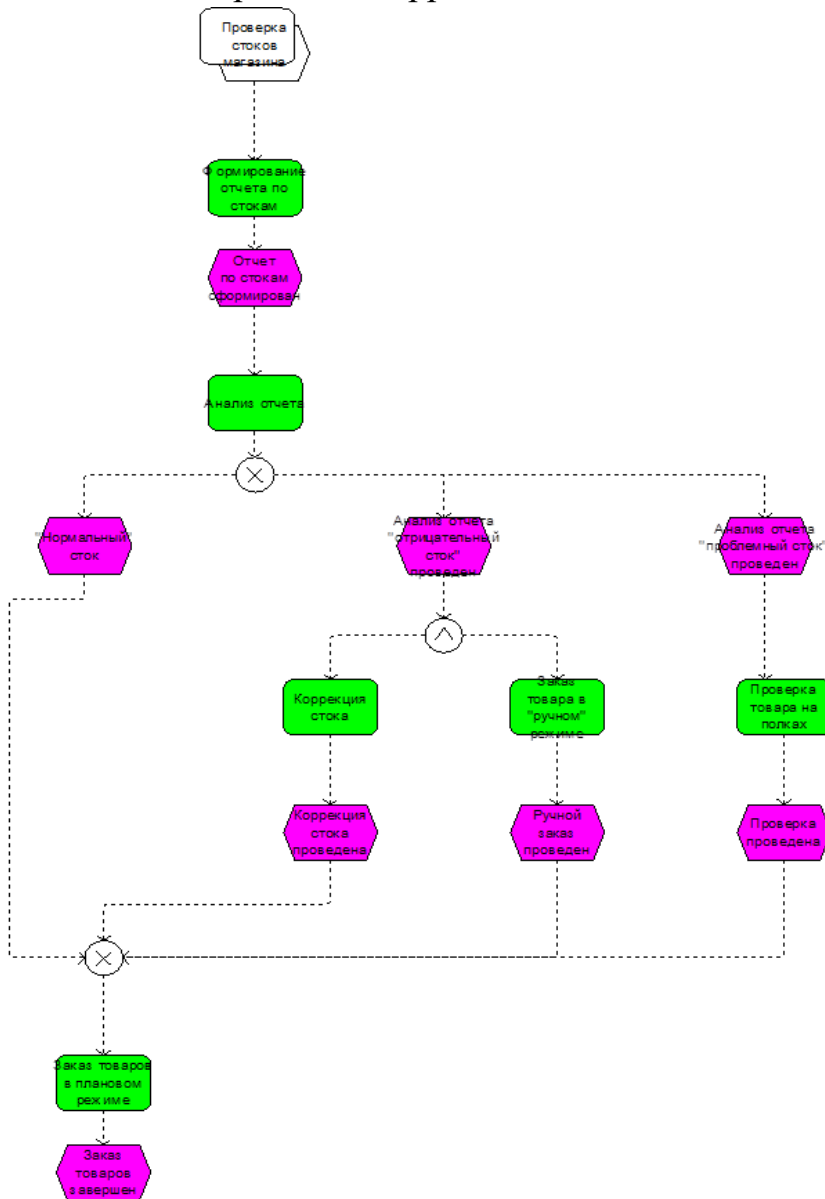 Проверка
стоков
магазина
Формирование
отчета по
стокам
Отчет
по стокам
сформирован
Анализ отчета
"Нормальный"
сток
Анализ отчета
"отрицательный
сток"
проведен
Анализ отчета
"проблемный сток"
проведен
Коррекция
стока
Заказ
товара в
"ручном"
режиме
Проверка
товара на
полках
Коррекция
стока
проведена
Ручной
заказ
проведен
Проверка
проведена
Заказ товаров
в плановом
режиме
Заказ
товаров
завершен